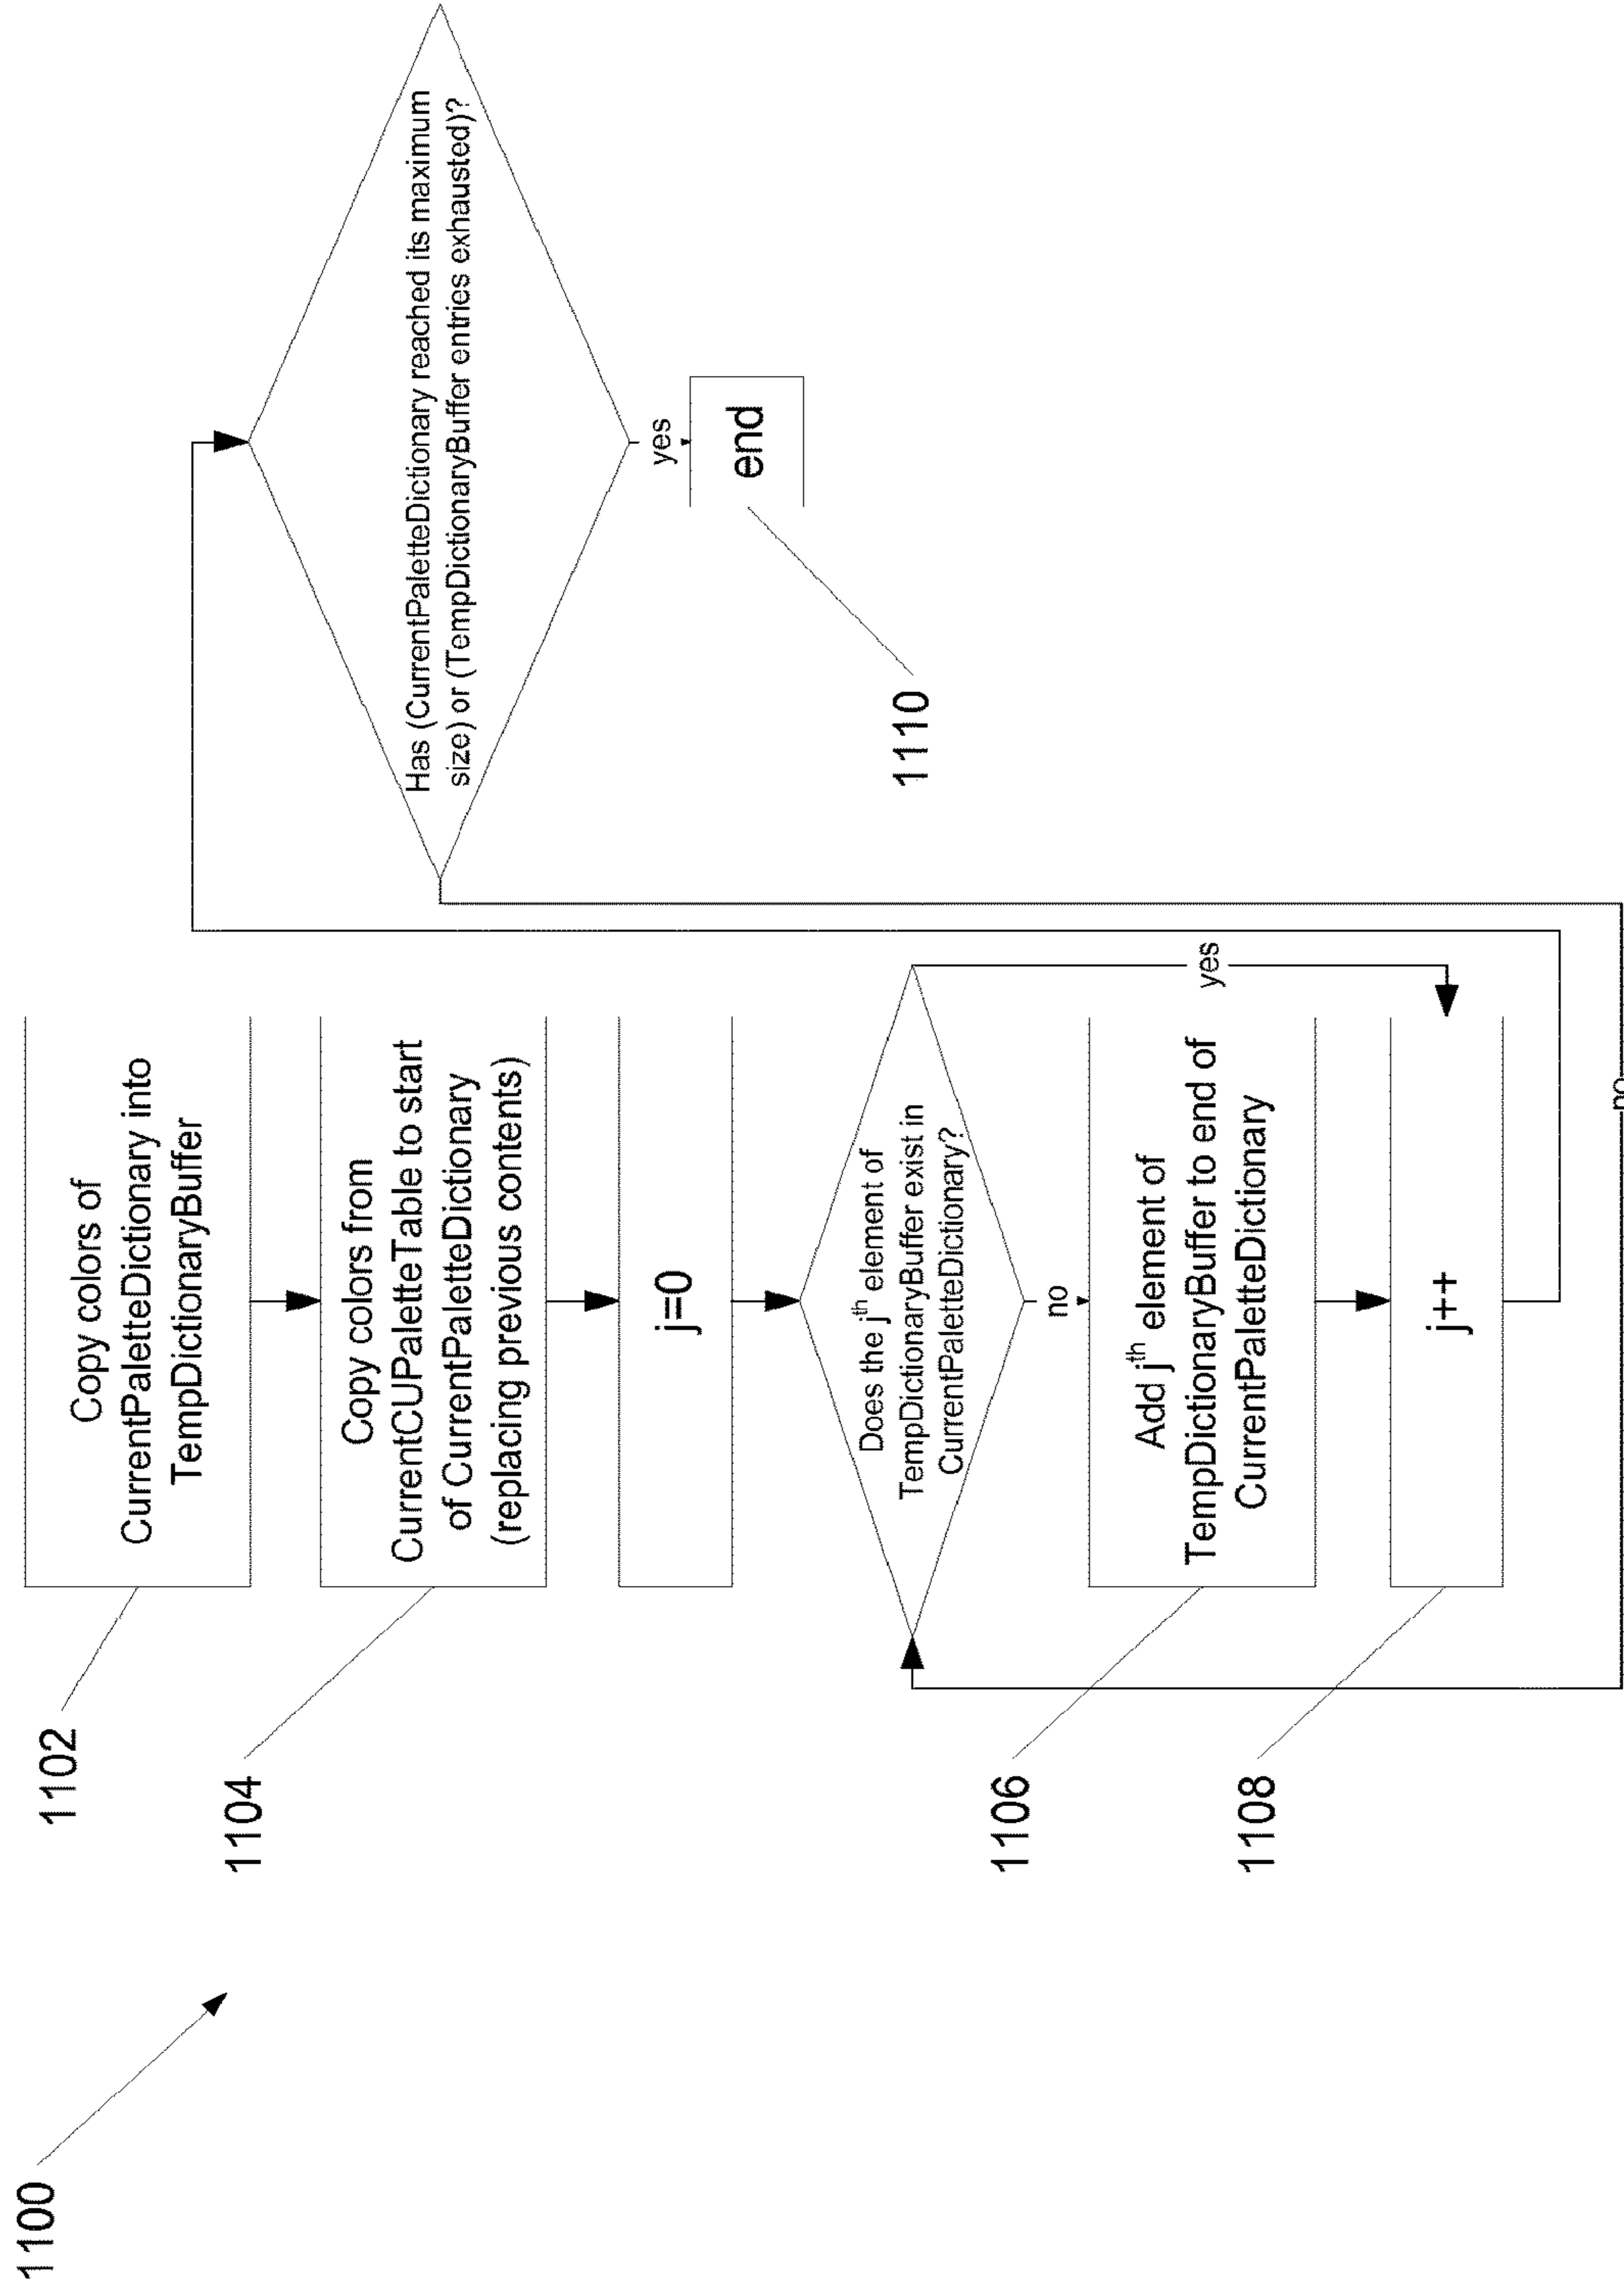 1100
1102
Copy colors of
CurrentPaletteDictionary into
TempDictionaryBuffer
1104
Copy colors from
CurrentCUPaletteTable to start
of CurrentPaletteDictionary
(replacing previous contents)
j=0
Does the jth element of
TempDictionaryBuffer exist in
CurrentPaletteDictionary?
no
yes
1106
Add jth element of
TempDictionaryBuffer to end of
CurrentPaletteDictionary
1108
j++
no
Has (CurrentPaletteDictionary reached its maximum
size) or (TempDictionaryBuffer entries exhausted)?
yes
end
1110